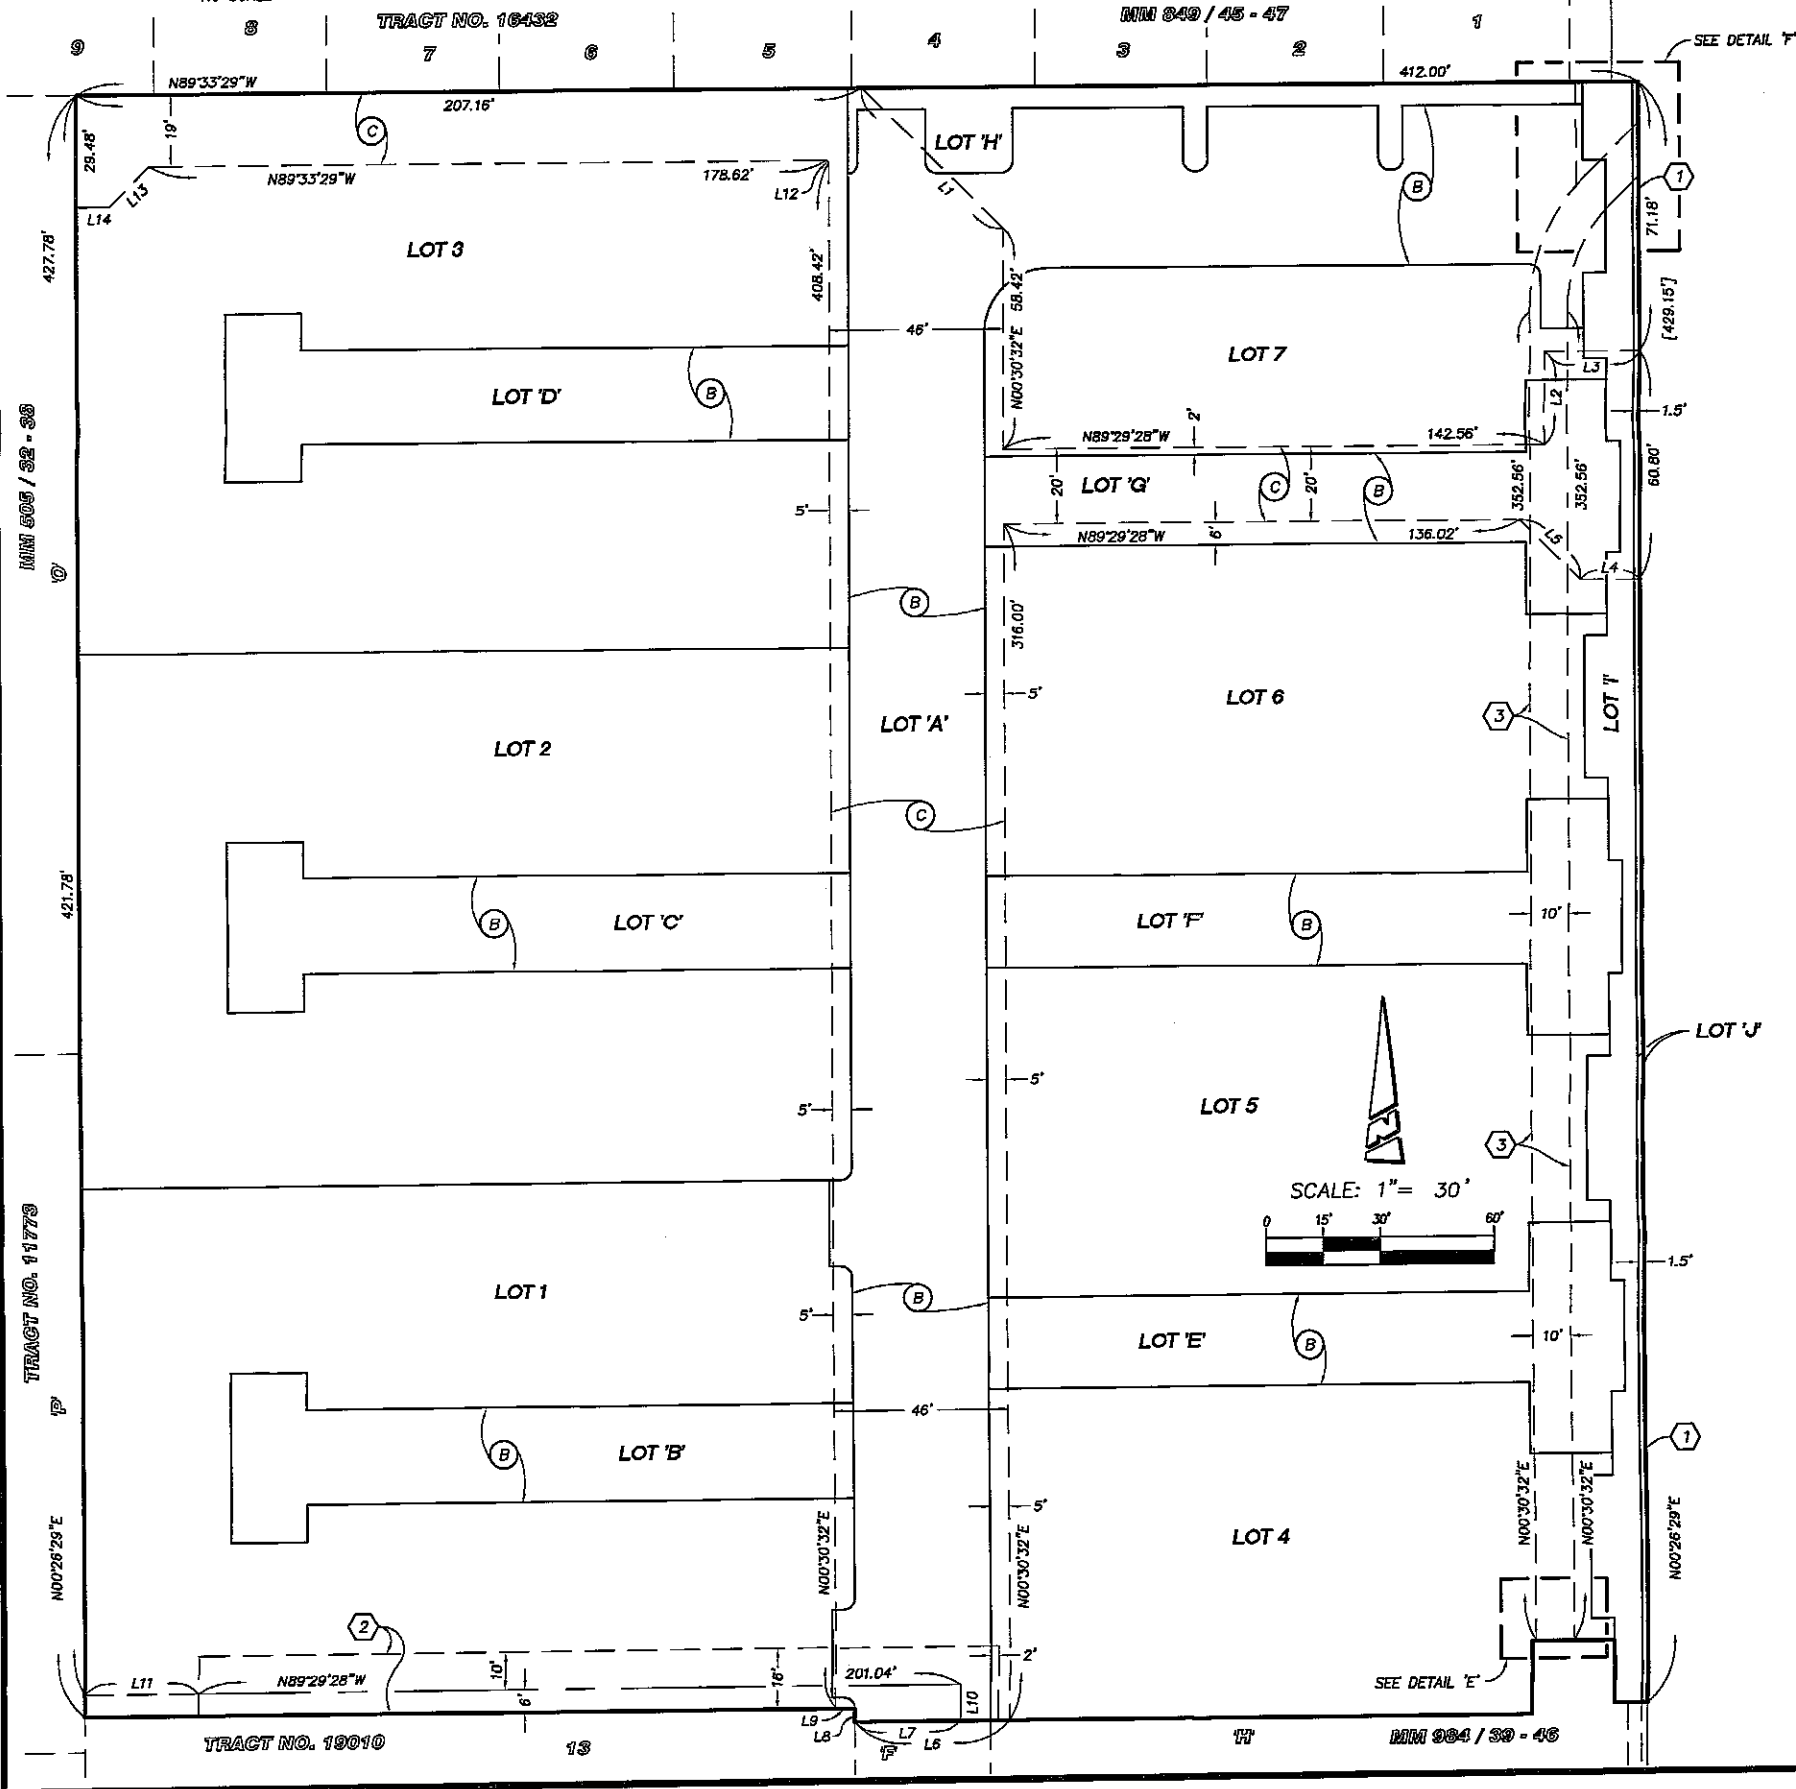 TRACT NO. 16432
MM 849 / 45 - 47
9
8
7
6
5
4
3
2
1
SEE DETAIL 'F'
N89°33'29"W
207.16'
412.00'
29.48'
19'
C
N89°33'29"W
178.62'
L12
L13
L14
LOT 'H'
L1
B
1
71.18'
427.78'
LOT 3
408.42'
46'
58.42'
N00°30'32"E
LOT 7
[429.15']
L3
L2
1.5'
LOT 'D'
B
MM 505 / 32 - 38
'O'
N89°29'28"W
2'
142.56'
20'
LOT 'G'
C
20'
B
352.56'
352.56'
60.80'
5'
N89°29'28"W
6'
136.02'
L5
L4
B
316.00'
5'
LOT 6
3
LOT 'I'
LOT 'A'
LOT 2
C
421.78'
B
LOT 'C'
LOT 'F'
B
10'
LOT 'J'
5'
5'
LOT 5
3
SCALE: 1"= 30'
0
15'
30'
60'
TRACT NO. 11773
'P'
LOT 1
5'
B
1.5'
LOT 'E'
B
10'
46'
B
LOT 'B'
1
5'
N00°26'29"E
N00°30'32"E
N00°30'32"E
LOT 4
N00°30'32"E
N00°30'32"E
N00°26'29"E
2
L11
N89°29'28"W
10'
6'
16'
201.04'
L10
2'
SEE DETAIL 'E'
L9
L8
L7
L6
TRACT NO. 19010
13
'F'
'H'
MM 984 / 39 - 46